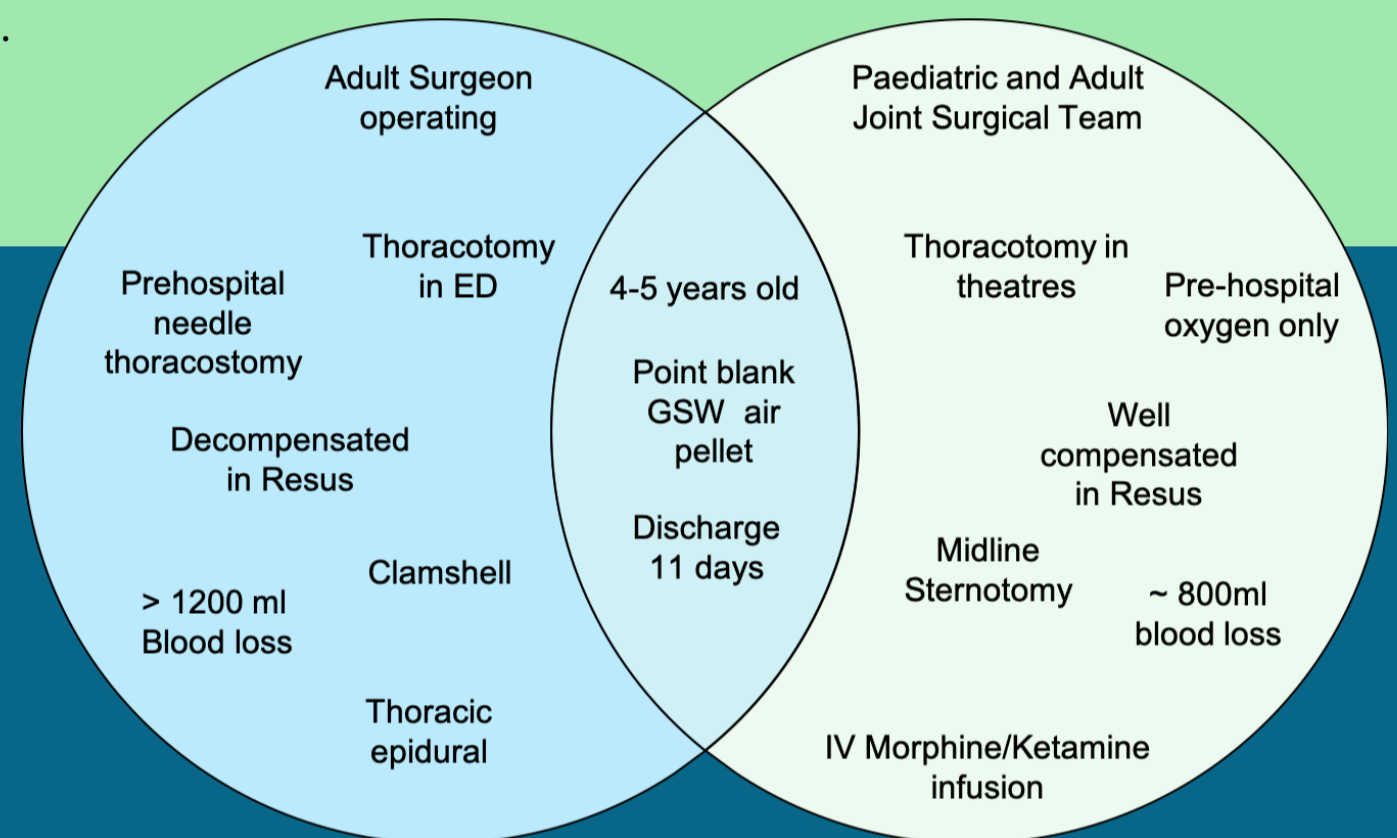 .
Adult Surgeon
operating
Thoracotomy
in ED
Prehospital
needle
thoracostomy
Decompensated
in Resus
Clamshell
> 1200 ml
Blood loss
Thoracic
epidural
4-5 years old
Point blank
GSW air
pellet
Discharge
11 days
Paediatric and Adult
Joint Surgical Team
Thoracotomy in
theatres
Pre-hospital
oxygen only
Well
compensated
in Resus
Midline
Sternotomy
~ 800ml
blood loss
IV Morphine/Ketamine
infusion